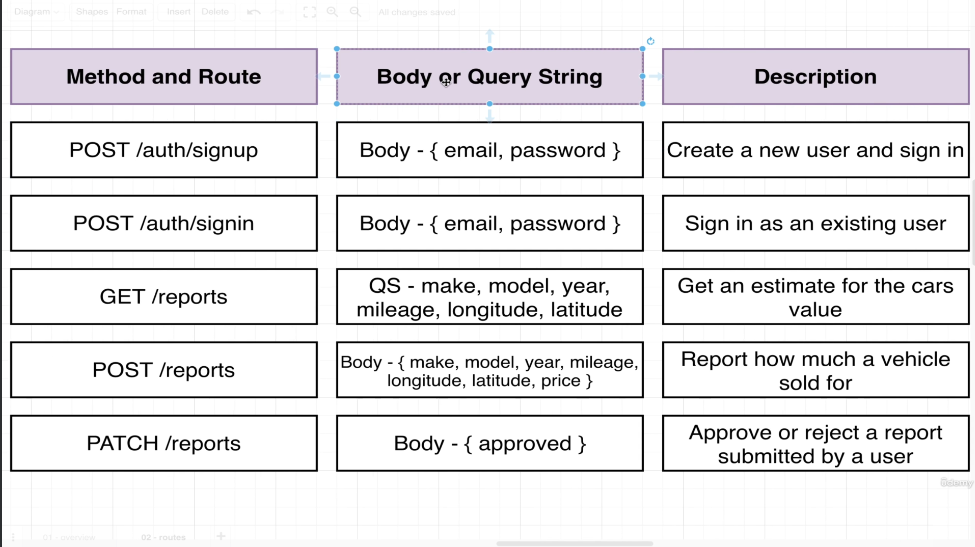 Diagram Shapes Format Insert Delete All changes saved
Method and Route
Body or Query String
Description
POST /auth/signup
Body - { email, password }
Create a new user and sign in
POST /auth/signin
Body - { email, password }
Sign in as an existing user
GET /reports
QS - make, model, year,
mileage, longitude, latitude
Get an estimate for the cars
value
POST /reports
Body - { make, model, year, mileage,
longitude, latitude, price }
Report how much a vehicle
sold for
PATCH /reports
Body - { approved }
Approve or reject a report
submitted by a user
Udemy
01 - overview 02 - routes